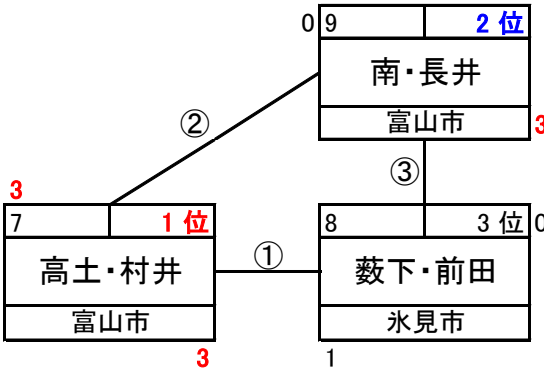 0 9 2 位
南・長井
富山市 3
②
③
3
7 1 位
高土・村井
富山市
3
①
8 3 位 0
薮下・前田
氷見市
1